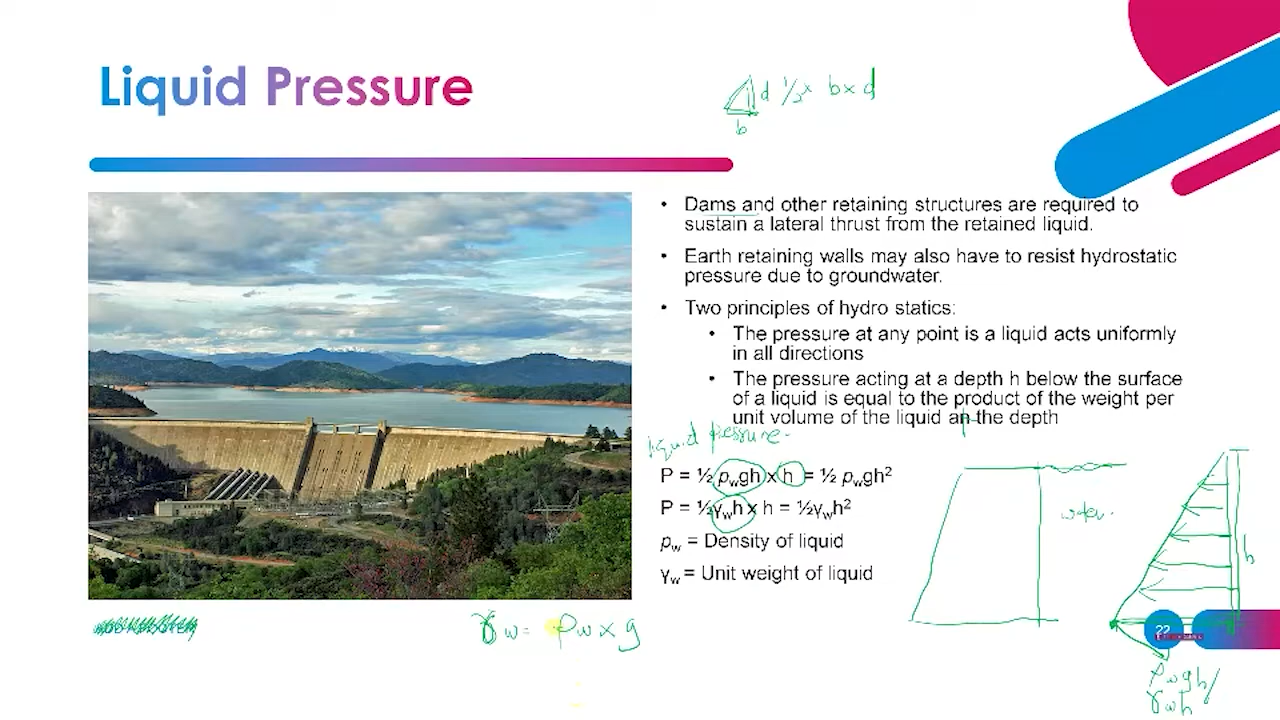 Liquid Pressure
d ½ x b x d
b
• Dams and other retaining structures are required to
sustain a lateral thrust from the retained liquid.
• Earth retaining walls may also have to resist hydrostatic
pressure due to groundwater.
• Two principles of hydro statics:
• The pressure at any point is a liquid acts uniformly
in all directions
• The pressure acting at a depth h below the surface
of a liquid is equal to the product of the weight per
unit volume of the liquid an the depth
liquid pressure.
P = ½ pwgh x h = ½ pwgh²
P = ½γwh x h = ½γwh²
pw = Density of liquid
γw = Unit weight of liquid
water.
h
γw = ρw x g
22
ρwgh/
γwh